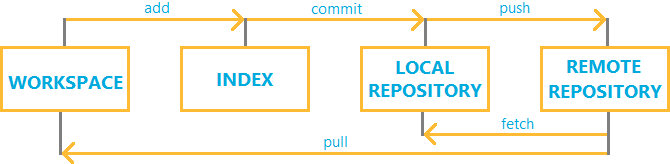 add
commit
push
WORKSPACE
INDEX
LOCAL
REPOSITORY
REMOTE
REPOSITORY
fetch
pull